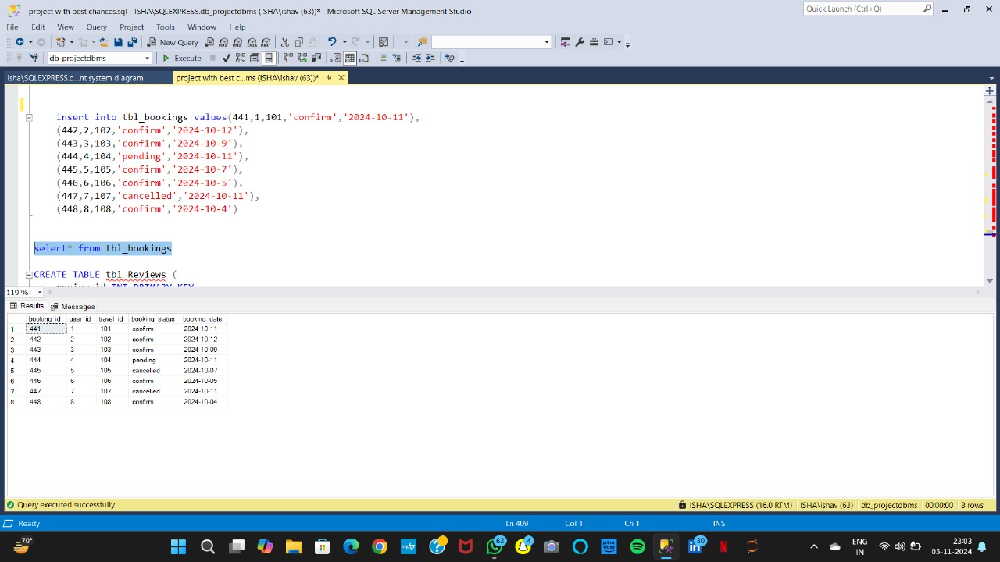 project with best chances.sql - ISHA\SQLEXPRESS.db_projectdbms (ISHA\ishav (63))* - Microsoft SQL Server Management Studio
Quick Launch (Ctrl+Q)
File Edit View Query Project Tools Window Help
New Query
db_projectdbms Execute
isha\SQLEXPRESS.d...nt system diagram
project with best c...ms (ISHA\ishav (63))*
insert into tbl_bookings values(441,1,101,'confirm','2024-10-11'),
(442,2,102,'confirm','2024-10-12'),
(443,3,103,'confirm','2024-10-9'),
(444,4,104,'pending','2024-10-11'),
(445,5,105,'confirm','2024-10-7'),
(446,6,106,'confirm','2024-10-5'),
(447,7,107,'cancelled','2024-10-11'),
(448,8,108,'confirm','2024-10-4')
select* from tbl_bookings
CREATE TABLE tbl_Reviews (
review_id INT PRIMARY KEY
119 %
Results Messages
booking_id user_id travel_id booking_status booking_date
1 441 1 101 confirm 2024-10-11
2 442 2 102 confirm 2024-10-12
3 443 3 103 confirm 2024-10-09
4 444 4 104 pending 2024-10-11
5 445 5 105 cancelled 2024-10-07
6 446 6 106 confirm 2024-10-05
7 447 7 107 cancelled 2024-10-11
8 448 8 108 confirm 2024-10-04
Query executed successfully.
ISHA\SQLEXPRESS (16.0 RTM) ISHA\ishav (63) db_projectdbms 00:00:00 8 rows
Ready Ln 409 Col 1 Ch 1 INS
70°
62
4
30
ENG
IN
23:03
05-11-2024